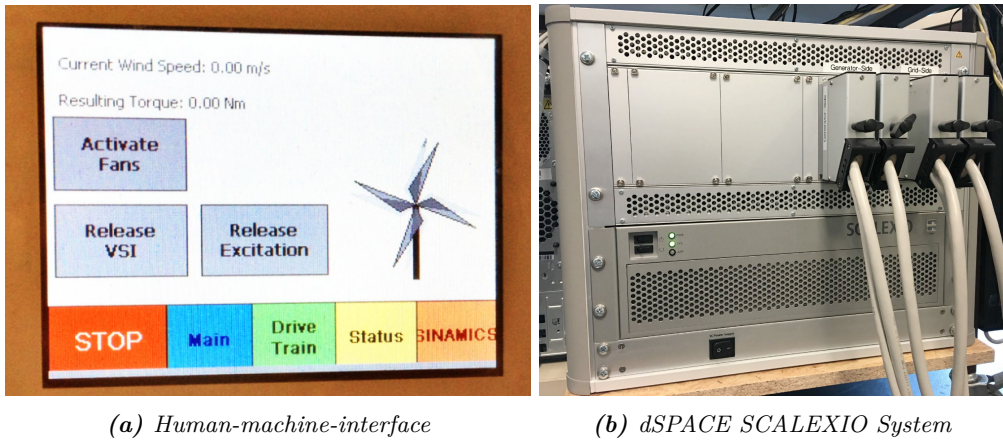 Current Wind Speed: 0.00 m/s
Resulting Torque: 0.00 Nm
Activate
Fans
Release
VSI
Release
Excitation
STOP
Main
Drive
Train
Status
SINAMICS
Generator-Side
Grid-Side
SCALEXIO
(a) Human-machine-interface
(b) dSPACE SCALEXIO System